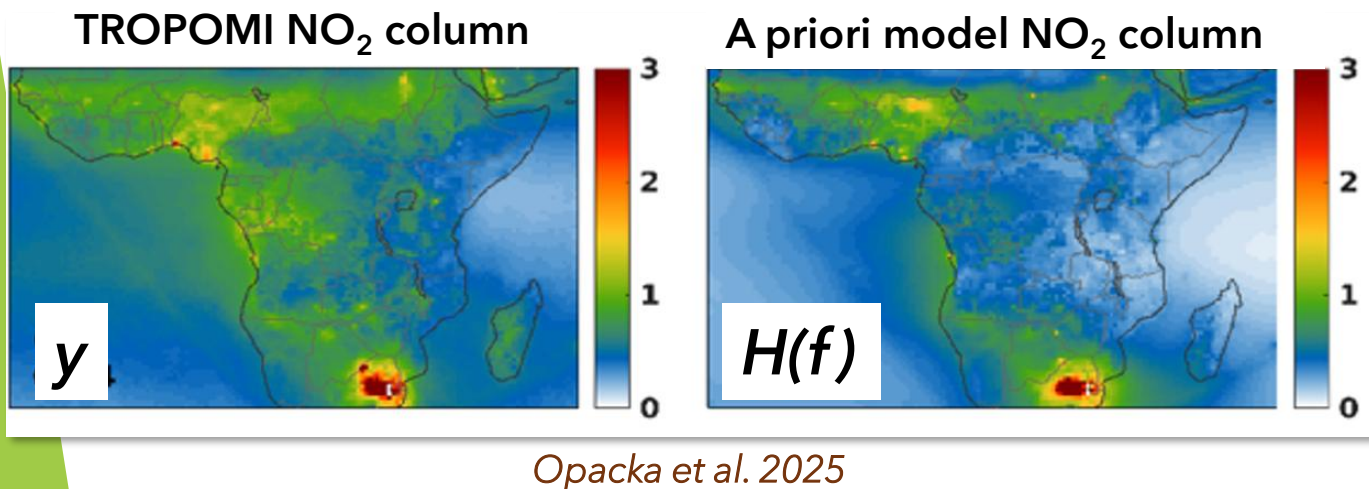 TROPOMI NO₂ column
A priori model NO₂ column
3
2
1
0
y
3
2
1
0
H(f)
Opacka et al. 2025